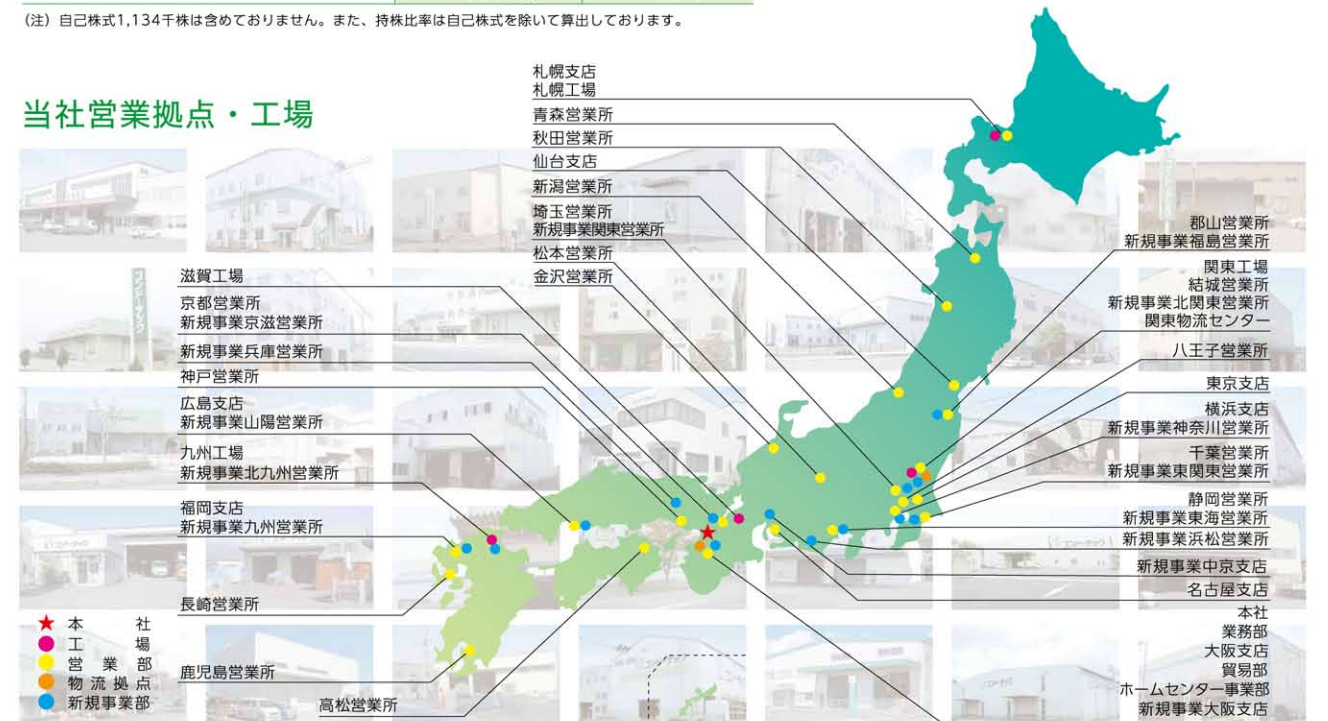 (注) 自己株式1,134千株は含めておりません。また、持株比率は自己株式を除いて算出しております。
当社営業拠点・工場
札幌支店
札幌工場
青森営業所
秋田営業所
仙台支店
新潟営業所
埼玉営業所
新規事業関東営業所
松本営業所
金沢営業所
滋賀工場
京都営業所
新規事業京滋営業所
新規事業兵庫営業所
神戸営業所
広島支店
新規事業山陽営業所
九州工場
新規事業北九州営業所
福岡支店
新規事業九州営業所
長崎営業所
鹿児島営業所
高松営業所
郡山営業所
新規事業福島営業所
関東工場
結城営業所
新規事業北関東営業所
関東物流センター
八王子営業所
東京支店
横浜支店
新規事業神奈川営業所
千葉営業所
新規事業東関東営業所
静岡営業所
新規事業東海営業所
新規事業浜松営業所
新規事業中京支店
名古屋支店
本社
業務部
大阪支店
貿易部
ホームセンター事業部
新規事業大阪支店
本社
工場
営業部
物流拠点
新規事業部